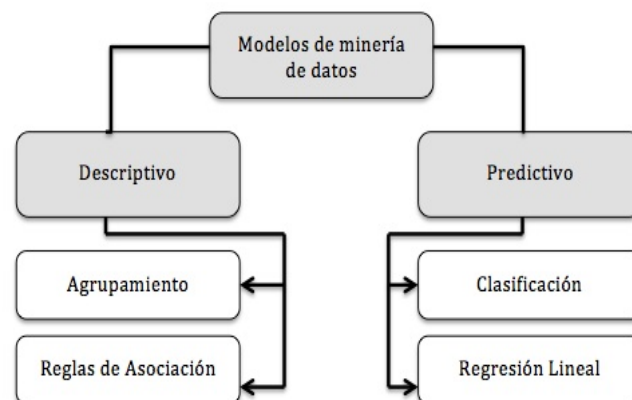 Modelos de minería
de datos
Descriptivo
Predictivo
Agrupamiento
Clasificación
Reglas de Asociación
Regresión Lineal